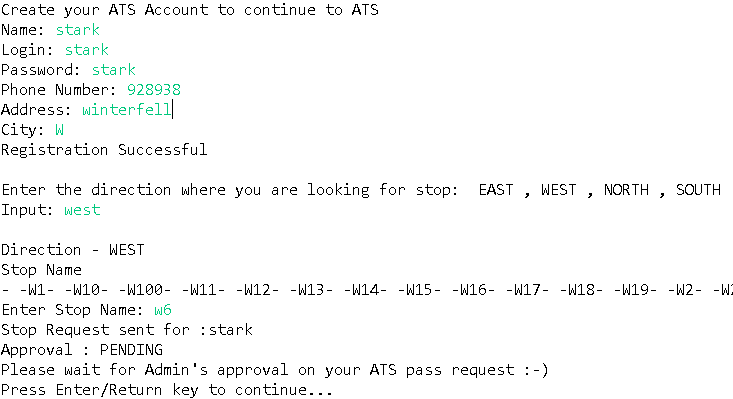 Create your ATS Account to continue to ATS
Name: stark
Login: stark
Password: stark
Phone Number: 928938
Address: winterfell
City: W
Registration Successful
Enter the direction where you are looking for stop:  EAST , WEST , NORTH , SOUTH
Input: west
Direction - WEST
Stop Name
- -W1- -W10- -W100- -W11- -W12- -W13- -W14- -W15- -W16- -W17- -W18- -W19- -W2-
Enter Stop Name: w6
Stop Request sent for :stark
Approval : PENDING
Please wait for Admin's approval on your ATS pass request :-)
Press Enter/Return key to continue...